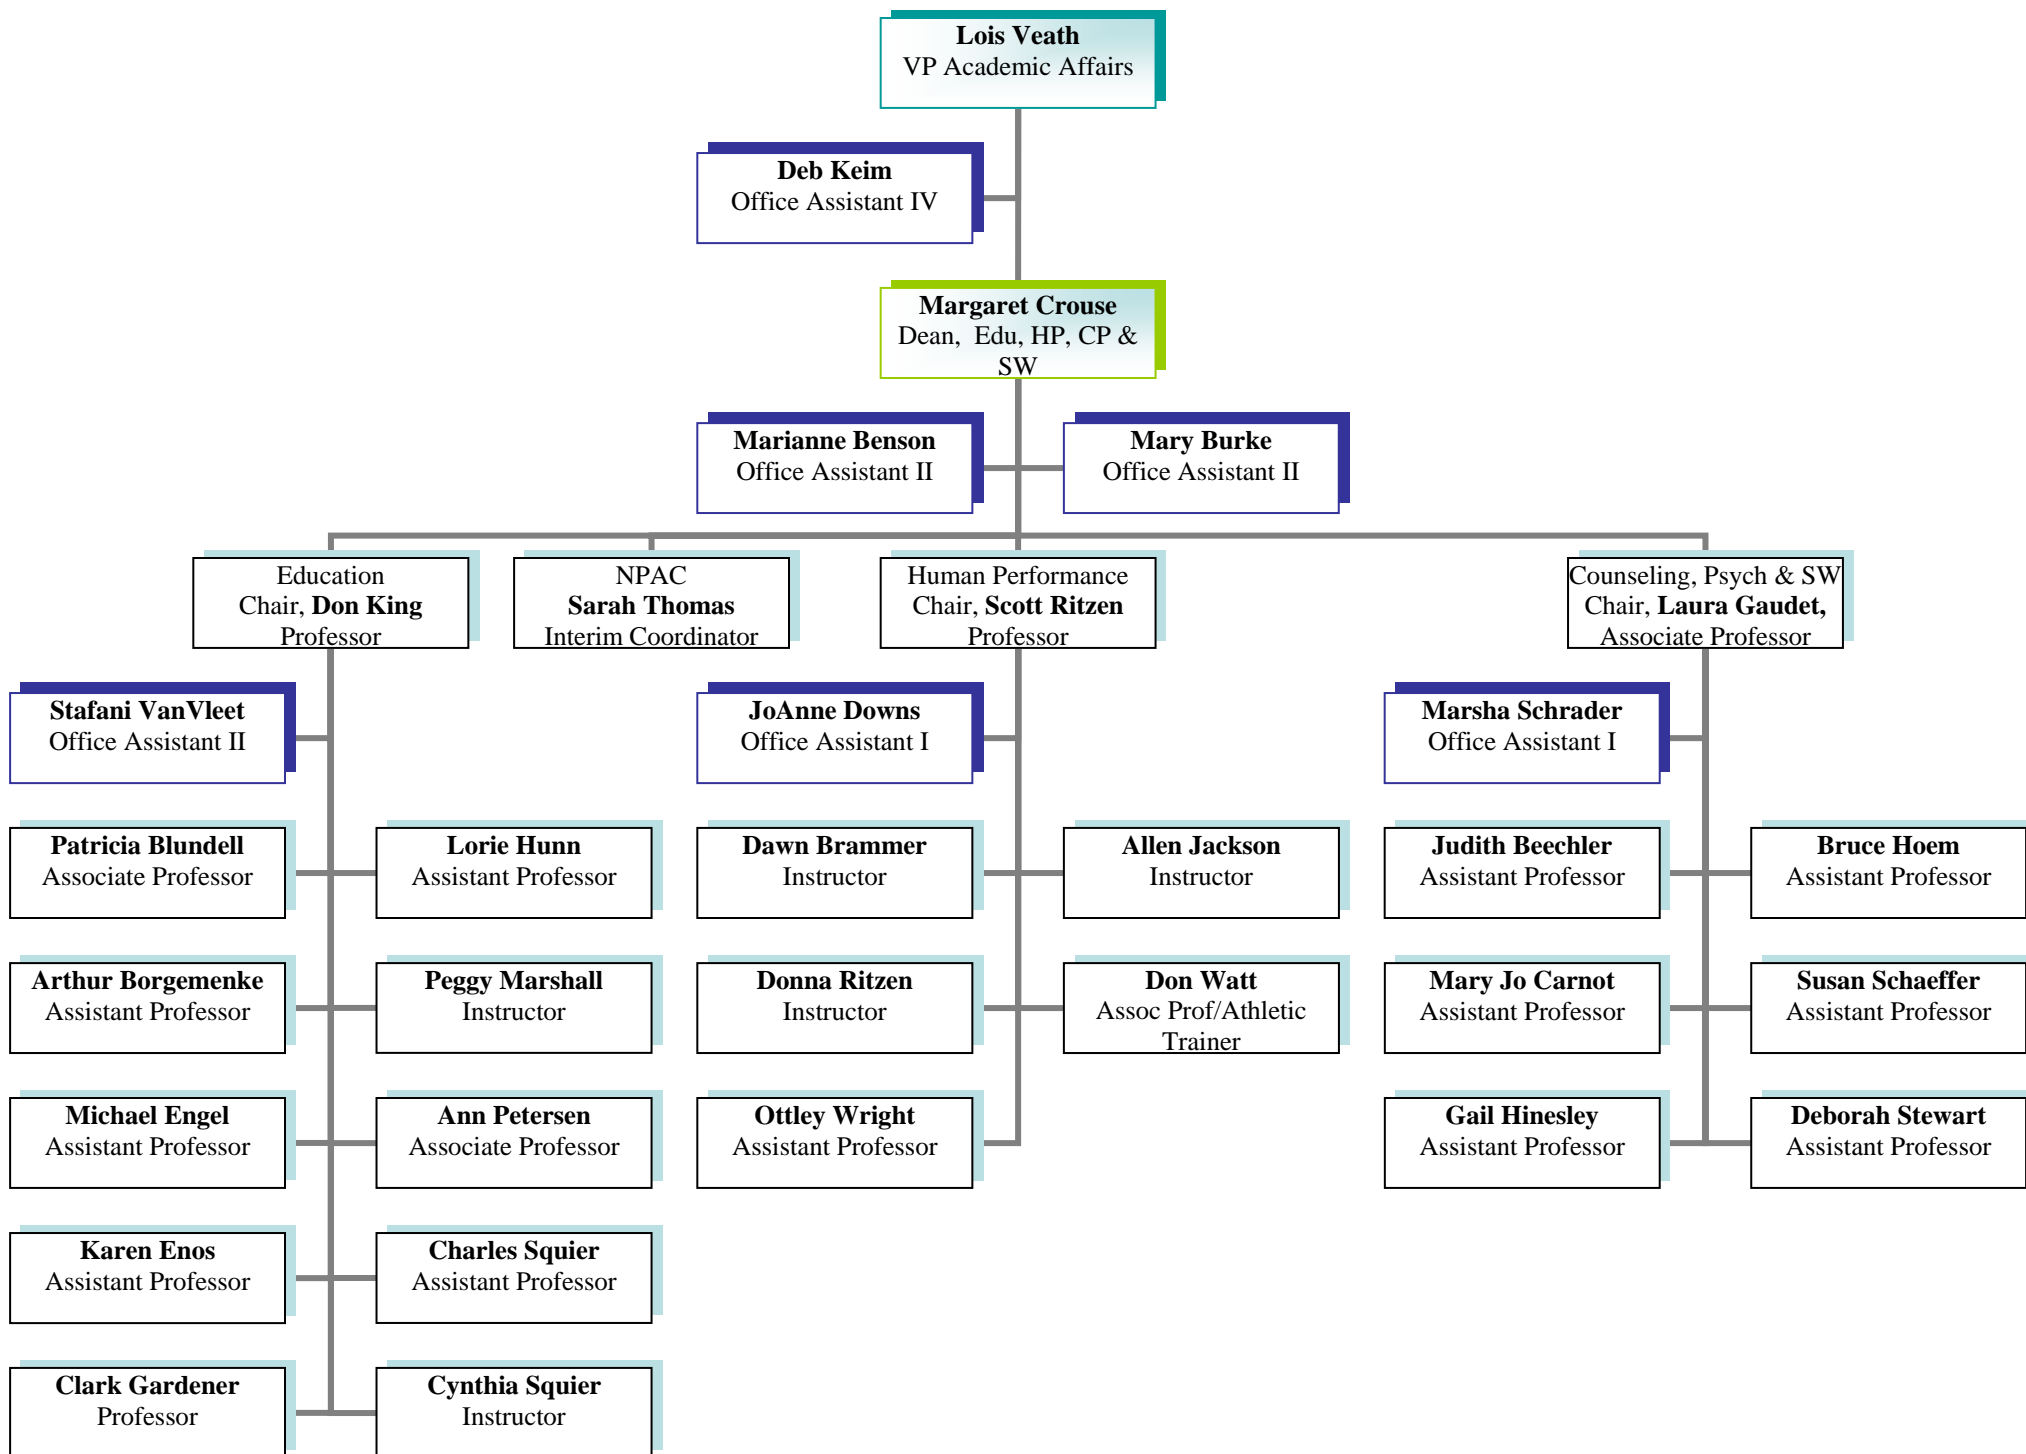 Lois Veath
VP Academic Affairs
Deb Keim
Office Assistant IV
Margaret Crouse
Dean,  Edu, HP, CP &
SW
Marianne Benson
Office Assistant II
Mary Burke
Office Assistant II
Education
Chair, Don King
Professor
NPAC
Sarah Thomas
Interim Coordinator
Human Performance
Chair, Scott Ritzen
Professor
Counseling, Psych & SW
Chair, Laura Gaudet,
Associate Professor
Stafani VanVleet
Office Assistant II
JoAnne Downs
Office Assistant I
Marsha Schrader
Office Assistant I
Patricia Blundell
Associate Professor
Lorie Hunn
Assistant Professor
Dawn Brammer
Instructor
Allen Jackson
Instructor
Judith Beechler
Assistant Professor
Bruce Hoem
Assistant Professor
Arthur Borgemenke
Assistant Professor
Peggy Marshall
Instructor
Donna Ritzen
Instructor
Don Watt
Assoc Prof/Athletic
Trainer
Mary Jo Carnot
Assistant Professor
Susan Schaeffer
Assistant Professor
Michael Engel
Assistant Professor
Ann Petersen
Associate Professor
Ottley Wright
Assistant Professor
Gail Hinesley
Assistant Professor
Deborah Stewart
Assistant Professor
Karen Enos
Assistant Professor
Charles Squier
Assistant Professor
Clark Gardener
Professor
Cynthia Squier
Instructor